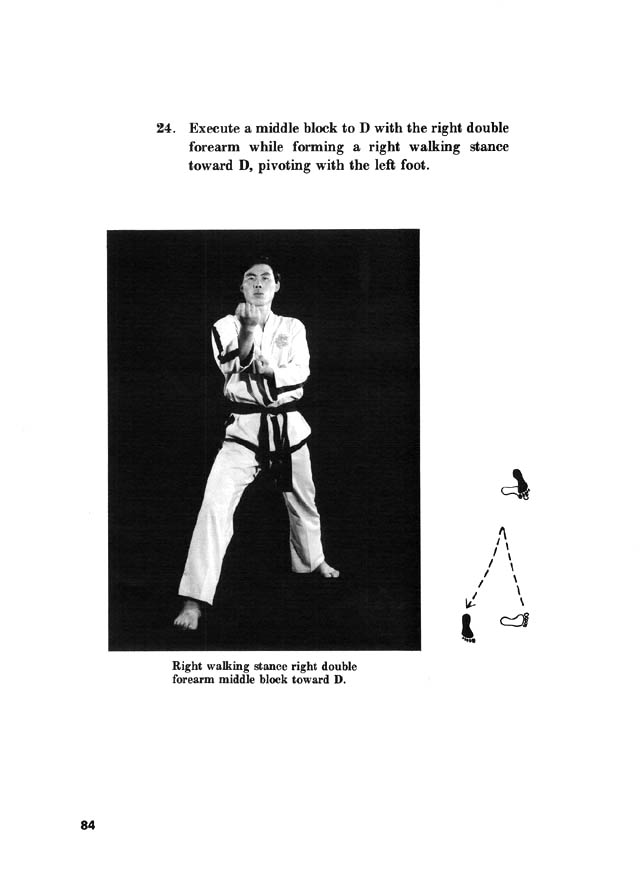 24. Execute a middle block to D with the right double
forearm while forming a right walking stance
toward D, pivoting with the left foot.
Right walking stance right double
forearm middle block toward D.
84